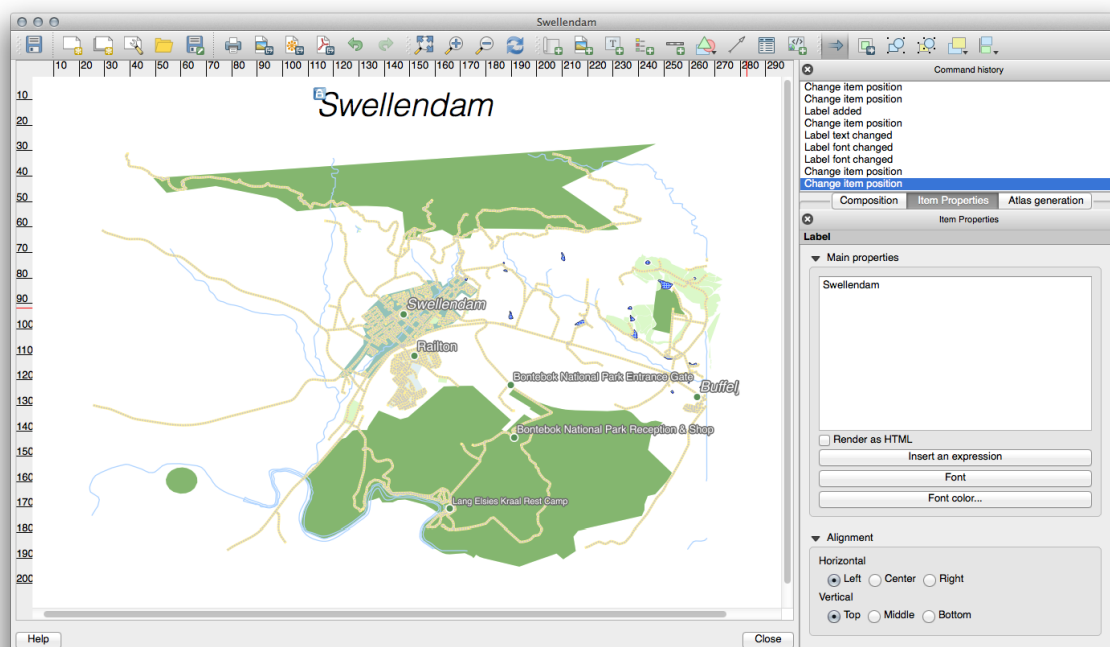 Swellendam
10 20 30 40 50 60 70 80 90 100 110 120 130 140 150 160 170 180 190 200 210 220 230 240 250 260 270 280 290
10
20
30
40
50
60
70
80
90
100
110
120
130
140
150
160
170
180
190
200
Swellendam
Swellendam
Railton
Bontebok National Park Entrance Gate
Buffelj
Bontebok National Park Reception & Shop
Lang Elsies Kraal Rest Camp
Help
Close
Command history
Change item position
Change item position
Label added
Change item position
Label text changed
Label font changed
Label font changed
Change item position
Change item position
Composition Item Properties Atlas generation
Item Properties
Label
Main properties
Swellendam
Render as HTML
Insert an expression
Font
Font color...
Alignment
Horizontal
Left Center Right
Vertical
Top Middle Bottom